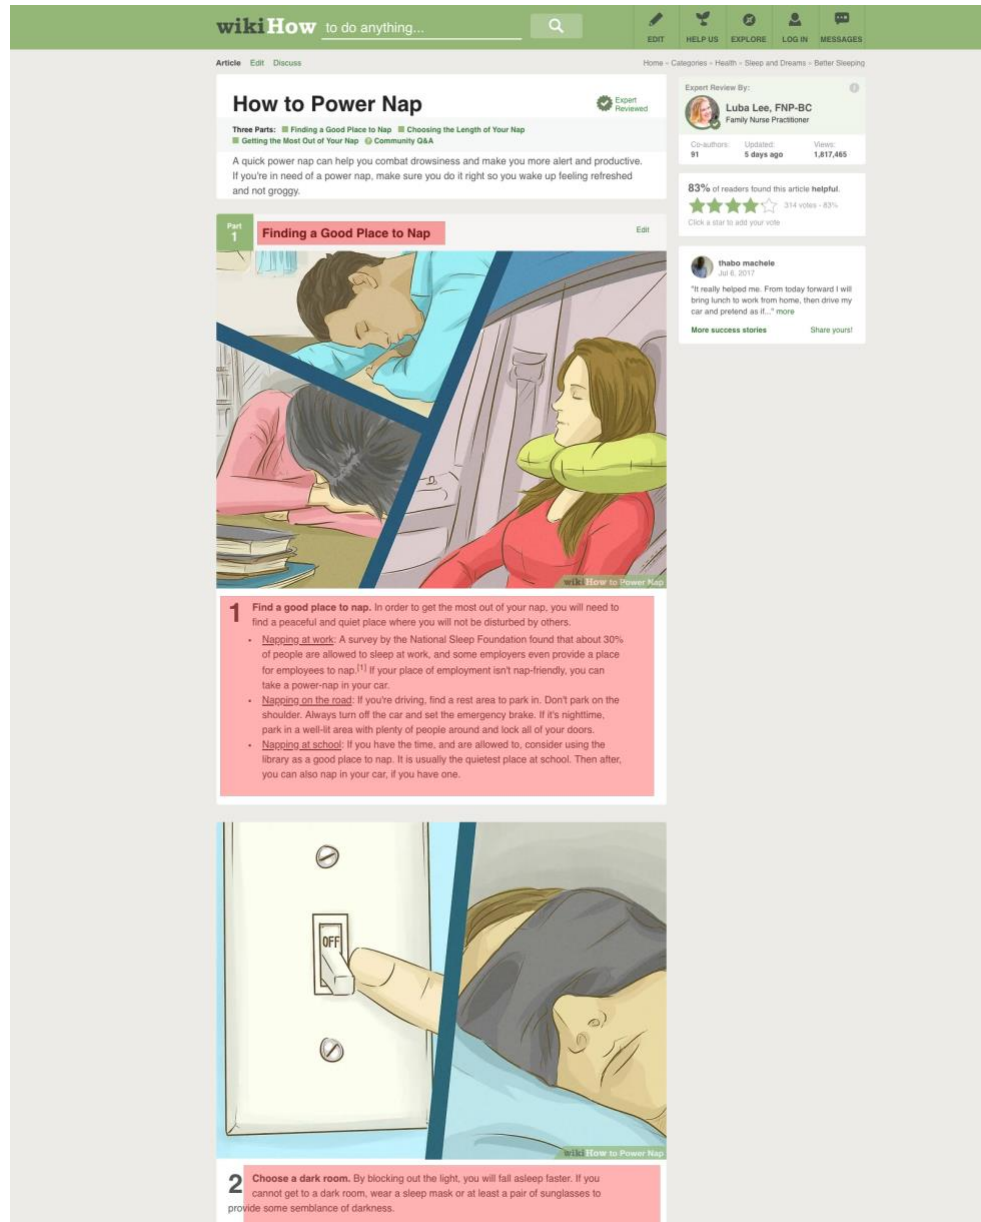 wikiHow to do anything...
EDIT HELP US EXPLORE LOG IN MESSAGES
Article Edit Discuss
Home » Categories » Health » Sleep and Dreams » Better Sleeping
How to Power Nap
Expert
Reviewed
Three Parts: Finding a Good Place to Nap Choosing the Length of Your Nap
Getting the Most Out of Your Nap Community Q&A
A quick power nap can help you combat drowsiness and make you more alert and productive.
If you're in need of a power nap, make sure you do it right so you wake up feeling refreshed
and not groggy.
Expert Review By:
Luba Lee, FNP-BC
Family Nurse Practitioner
Co-authors: Updated: Views:
91 5 days ago 1,817,465
83% of readers found this article helpful.
314 votes - 83%
Click a star to add your vote
thabo machele
Jul 6, 2017
"It really helped me. From today forward I will
bring lunch to work from home, then drive my
car and pretend as if..." more
More success stories Share yours!
Part
1
Finding a Good Place to Nap
Edit
wikiHow to Power Nap
1 Find a good place to nap. In order to get the most out of your nap, you will need to
find a peaceful and quiet place where you will not be disturbed by others.
• Napping at work: A survey by the National Sleep Foundation found that about 30%
of people are allowed to sleep at work, and some employers even provide a place
for employees to nap.[1] If your place of employment isn't nap-friendly, you can
take a power-nap in your car.
• Napping on the road: If you're driving, find a rest area to park in. Don't park on the
shoulder. Always turn off the car and set the emergency brake. If it's nighttime,
park in a well-lit area with plenty of people around and lock all of your doors.
• Napping at school: If you have the time, and are allowed to, consider using the
library as a good place to nap. It is usually the quietest place at school. Then after,
you can also nap in your car, if you have one.
OFF
wikiHow to Power Nap
2 Choose a dark room. By blocking out the light, you will fall asleep faster. If you
cannot get to a dark room, wear a sleep mask or at least a pair of sunglasses to
provide some semblance of darkness.